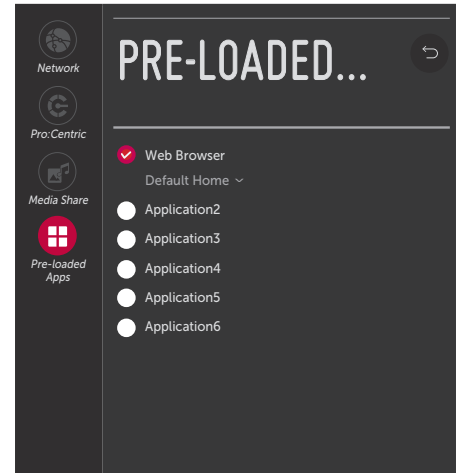 Network
Pro:Centric
Media Share
Pre-loaded
Apps
PRE-LOADED...
Web Browser
Default Home
Application2
Application3
Application4
Application5
Application6